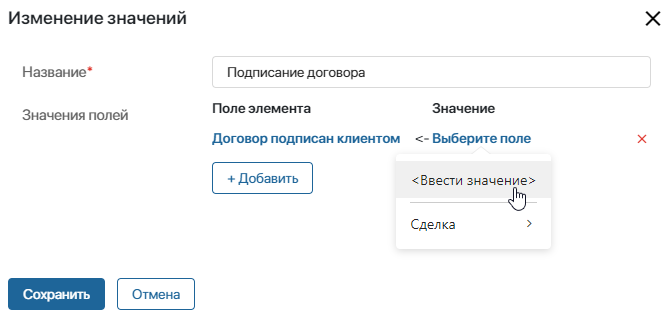 Изменение значений
Название*
Подписание договора
Значения полей
Поле элемента
Значение
Договор подписан клиентом <- Выберите поле
+ Добавить
<Ввести значение>
Сделка
Сохранить
Отмена